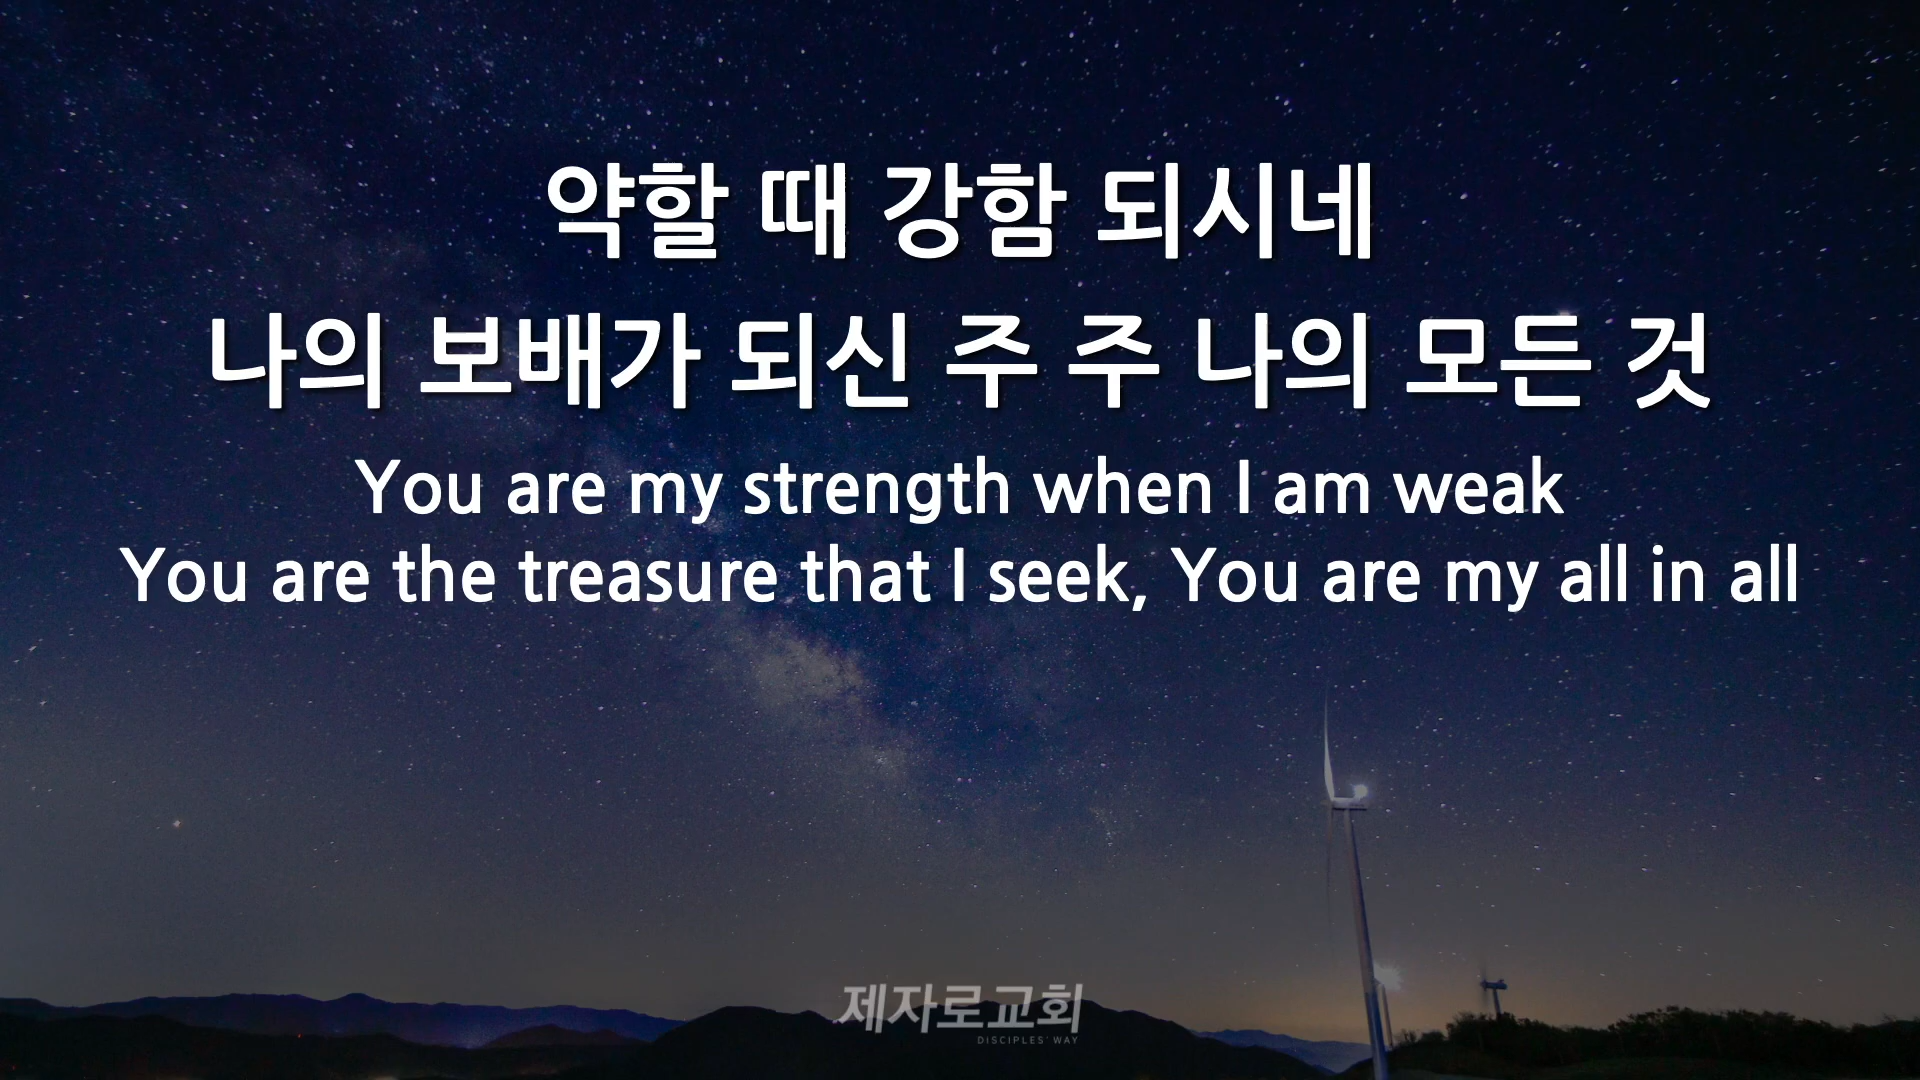 약할 때 강함 되시네
나의 보배가 되신 주 주 나의 모든 것
You are my strength when I am weak
You are the treasure that I seek, You are my all in all
제자로교회
DISCIPLES' WAY